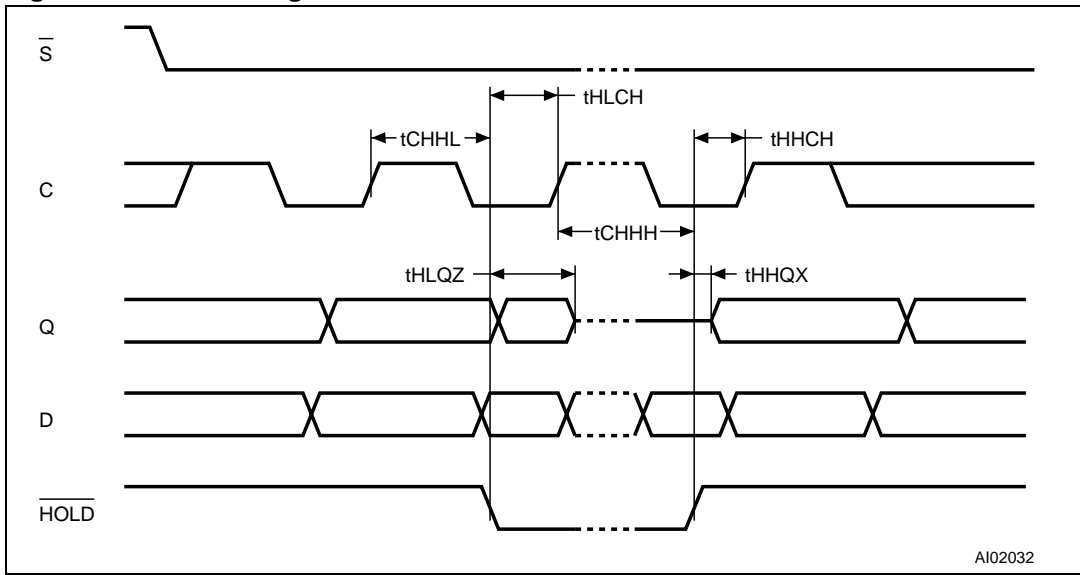 S
tHLCH
tCHHL
tHHCH
C
tCHHH
tHLQZ
tHHQX
Q
D
HOLD
AI02032